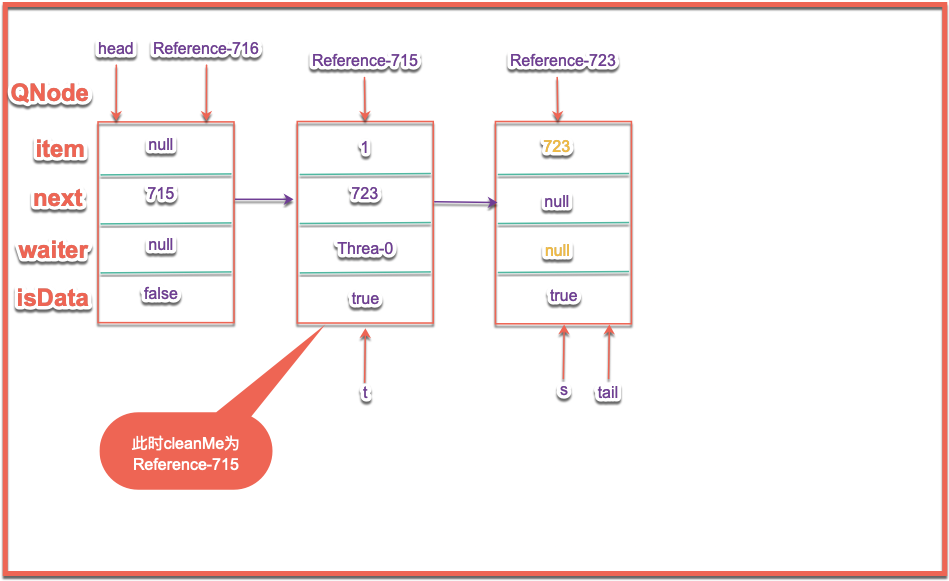 head Reference-716 Reference-715 Reference-723
QNode
item null 1 723
next 715 723 null
waiter null Threa-0 null
isData false true true
t s tail
此时cleanMe为
Reference-715